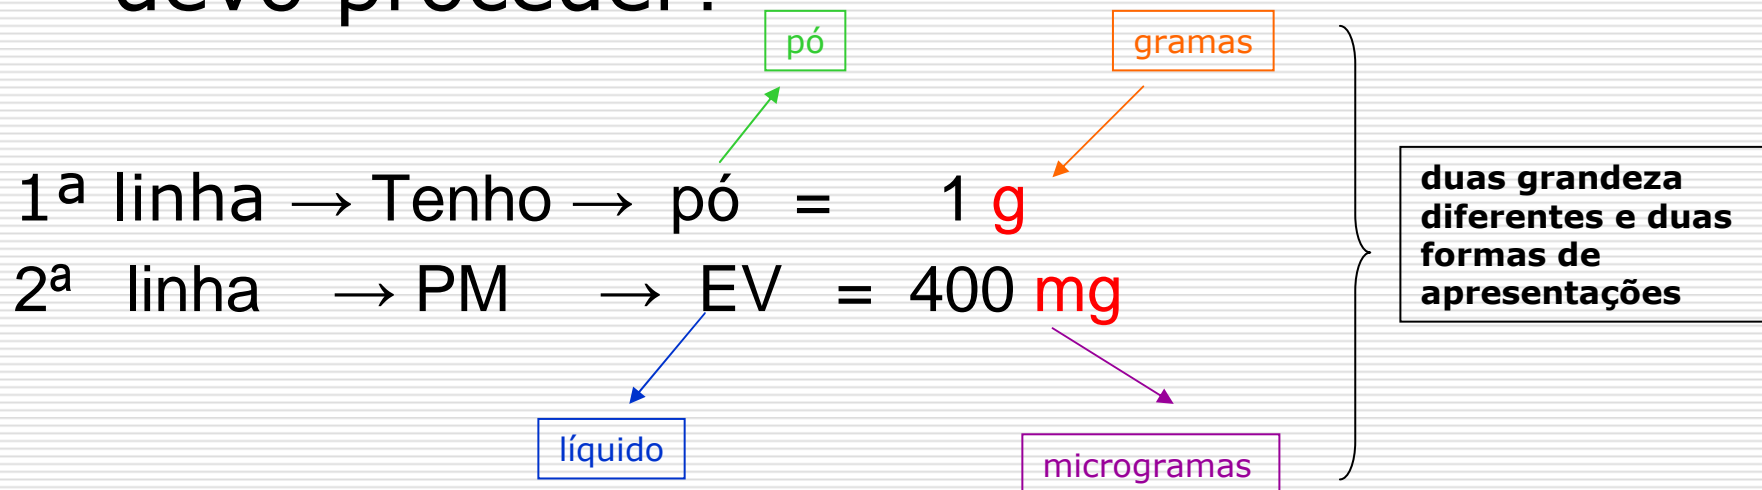 devo proceder?
pó
gramas
1ª linha → Tenho → pó = 1 g
2ª linha → PM → EV = 400 mg
duas grandeza
diferentes e duas
formas de
apresentações
líquido
microgramas